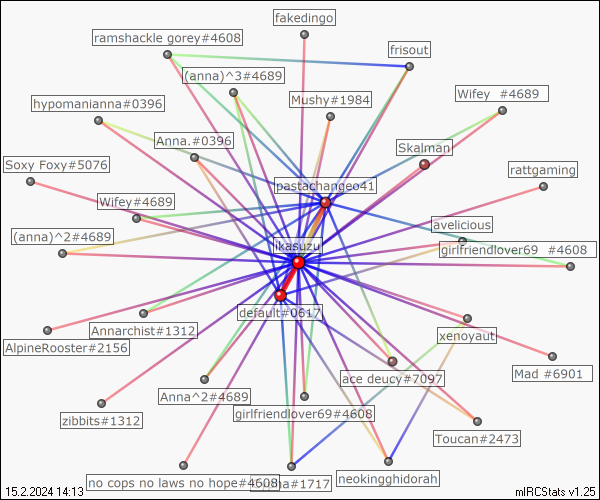 fakedingo
ramshackle gorey#4608
frisout
(anna)^3#4689
Wifey #4689
hypomanianna#0396
Mushy#1984
Anna.#0396
Skalman
Soxy Foxy#5076
rattgaming
pastachangeo41
Wifey#4689
avelicious
(anna)^2#4689
ikasuzu
girlfriendlover69 #4608
default#0617
Annarchist#1312
xenoyaut
AlpineRooster#2156
Mad #6901
ace deucy#7097
Anna^2#4689
zibbits#1312
girlfriendlover69#4608
Toucan#2473
neokingghidorah
no cops no laws no hope#4608
#1717
15.2.2024 14:13
mIRCStats v1.25